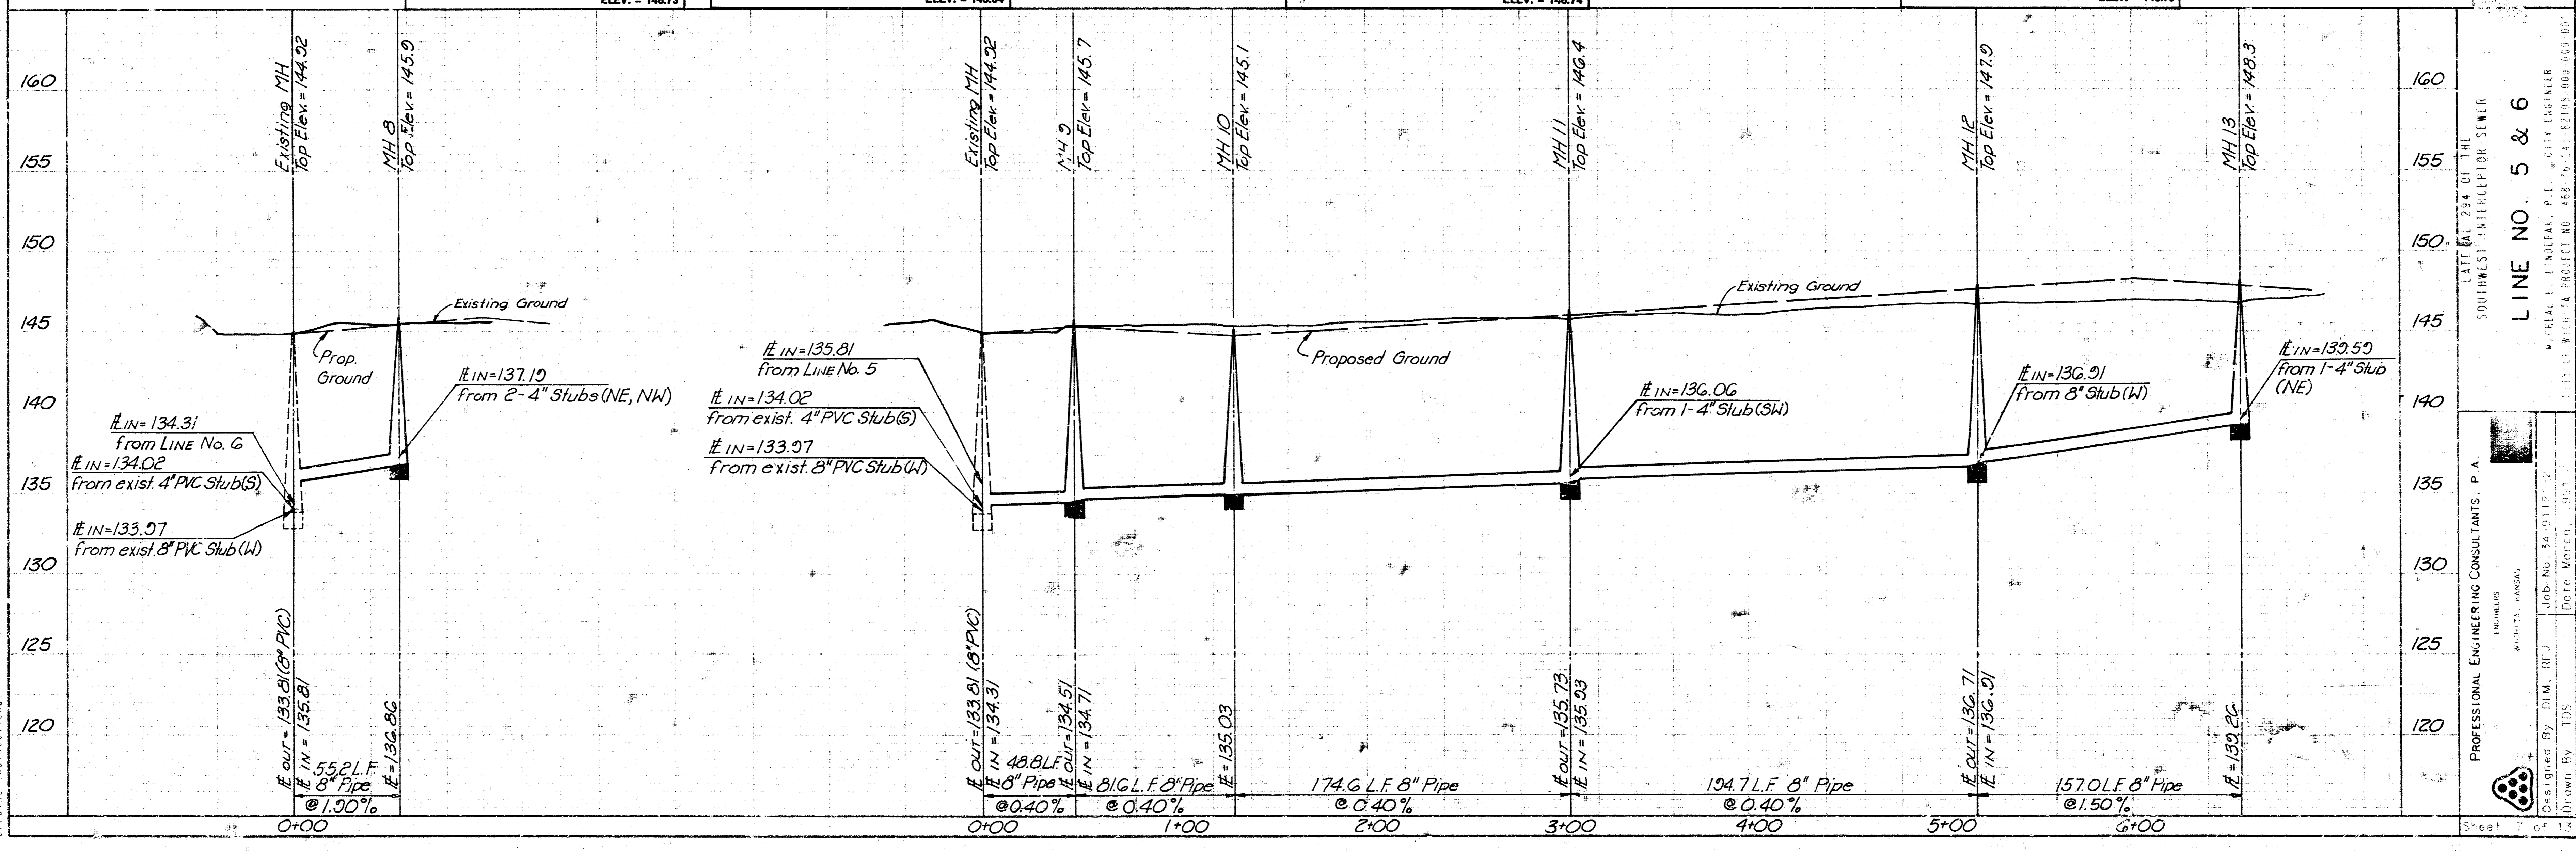 160
155
150
145
140
135
130
125
120
Existing MH
Top Elev. = 144.92
MH 8
Top Elev. = 145.9
Existing Ground
Prop.
Ground
℄ IN = 134.31
from LINE No. 6
℄ IN = 134.02
from exist. 4" PVC Stub (S)
℄ IN = 133.97
from exist. 8" PVC Stub (W)
℄ IN = 137.19
from 2-4" Stubs (NE, NW)
℄ OUT = 133.81 (8" PVC)
℄ IN = 135.81
℄ = 136.86
55.2 L.F.
8" Pipe
@ 1.90%
0+00
Existing MH
Top Elev. = 144.92
MH 9
Top Elev. = 145.7
MH 10
Top Elev. = 145.1
MH 11
Top Elev. = 146.4
MH 12
Top Elev. = 147.9
MH 13
Top Elev. = 148.3
Existing Ground
Proposed Ground
℄ IN = 135.81
from LINE No. 5
℄ IN = 134.02
from exist. 4" PVC Stub (S)
℄ IN = 133.97
from exist. 8" PVC Stub (W)
℄ IN = 136.06
from 1-4" Stub (SW)
℄ IN = 136.91
from 8" Stub (W)
℄ IN = 139.59
from 1-4" Stub
(NE)
℄ OUT = 133.81 (8" PVC)
℄ IN = 134.31
℄ OUT = 134.51
℄ IN = 134.71
℄ = 135.03
℄ OUT = 135.73
℄ IN = 135.93
℄ OUT = 136.71
℄ IN = 136.91
℄ = 139.26
48.8 L.F.
8" Pipe
@ 0.40%
81.6 L.F. 8" Pipe
@ 0.40%
174.6 L.F. 8" Pipe
@ 0.40%
194.7 L.F. 8" Pipe
@ 0.40%
157.0 L.F. 8" Pipe
@ 1.50%
0+00
1+00
2+00
3+00
4+00
5+00
6+00
160
155
150
145
140
135
130
125
120
LATERAL 294 OF THE
SOUTHWEST INTERCEPTOR SEWER
LINE NO. 5 & 6
PROFESSIONAL ENGINEERING CONSULTANTS, P.A.
ENGINEERS
WICHITA, KANSAS
Designed By DLM, REJ
Drawn By TDS
Sheet 7 of 13